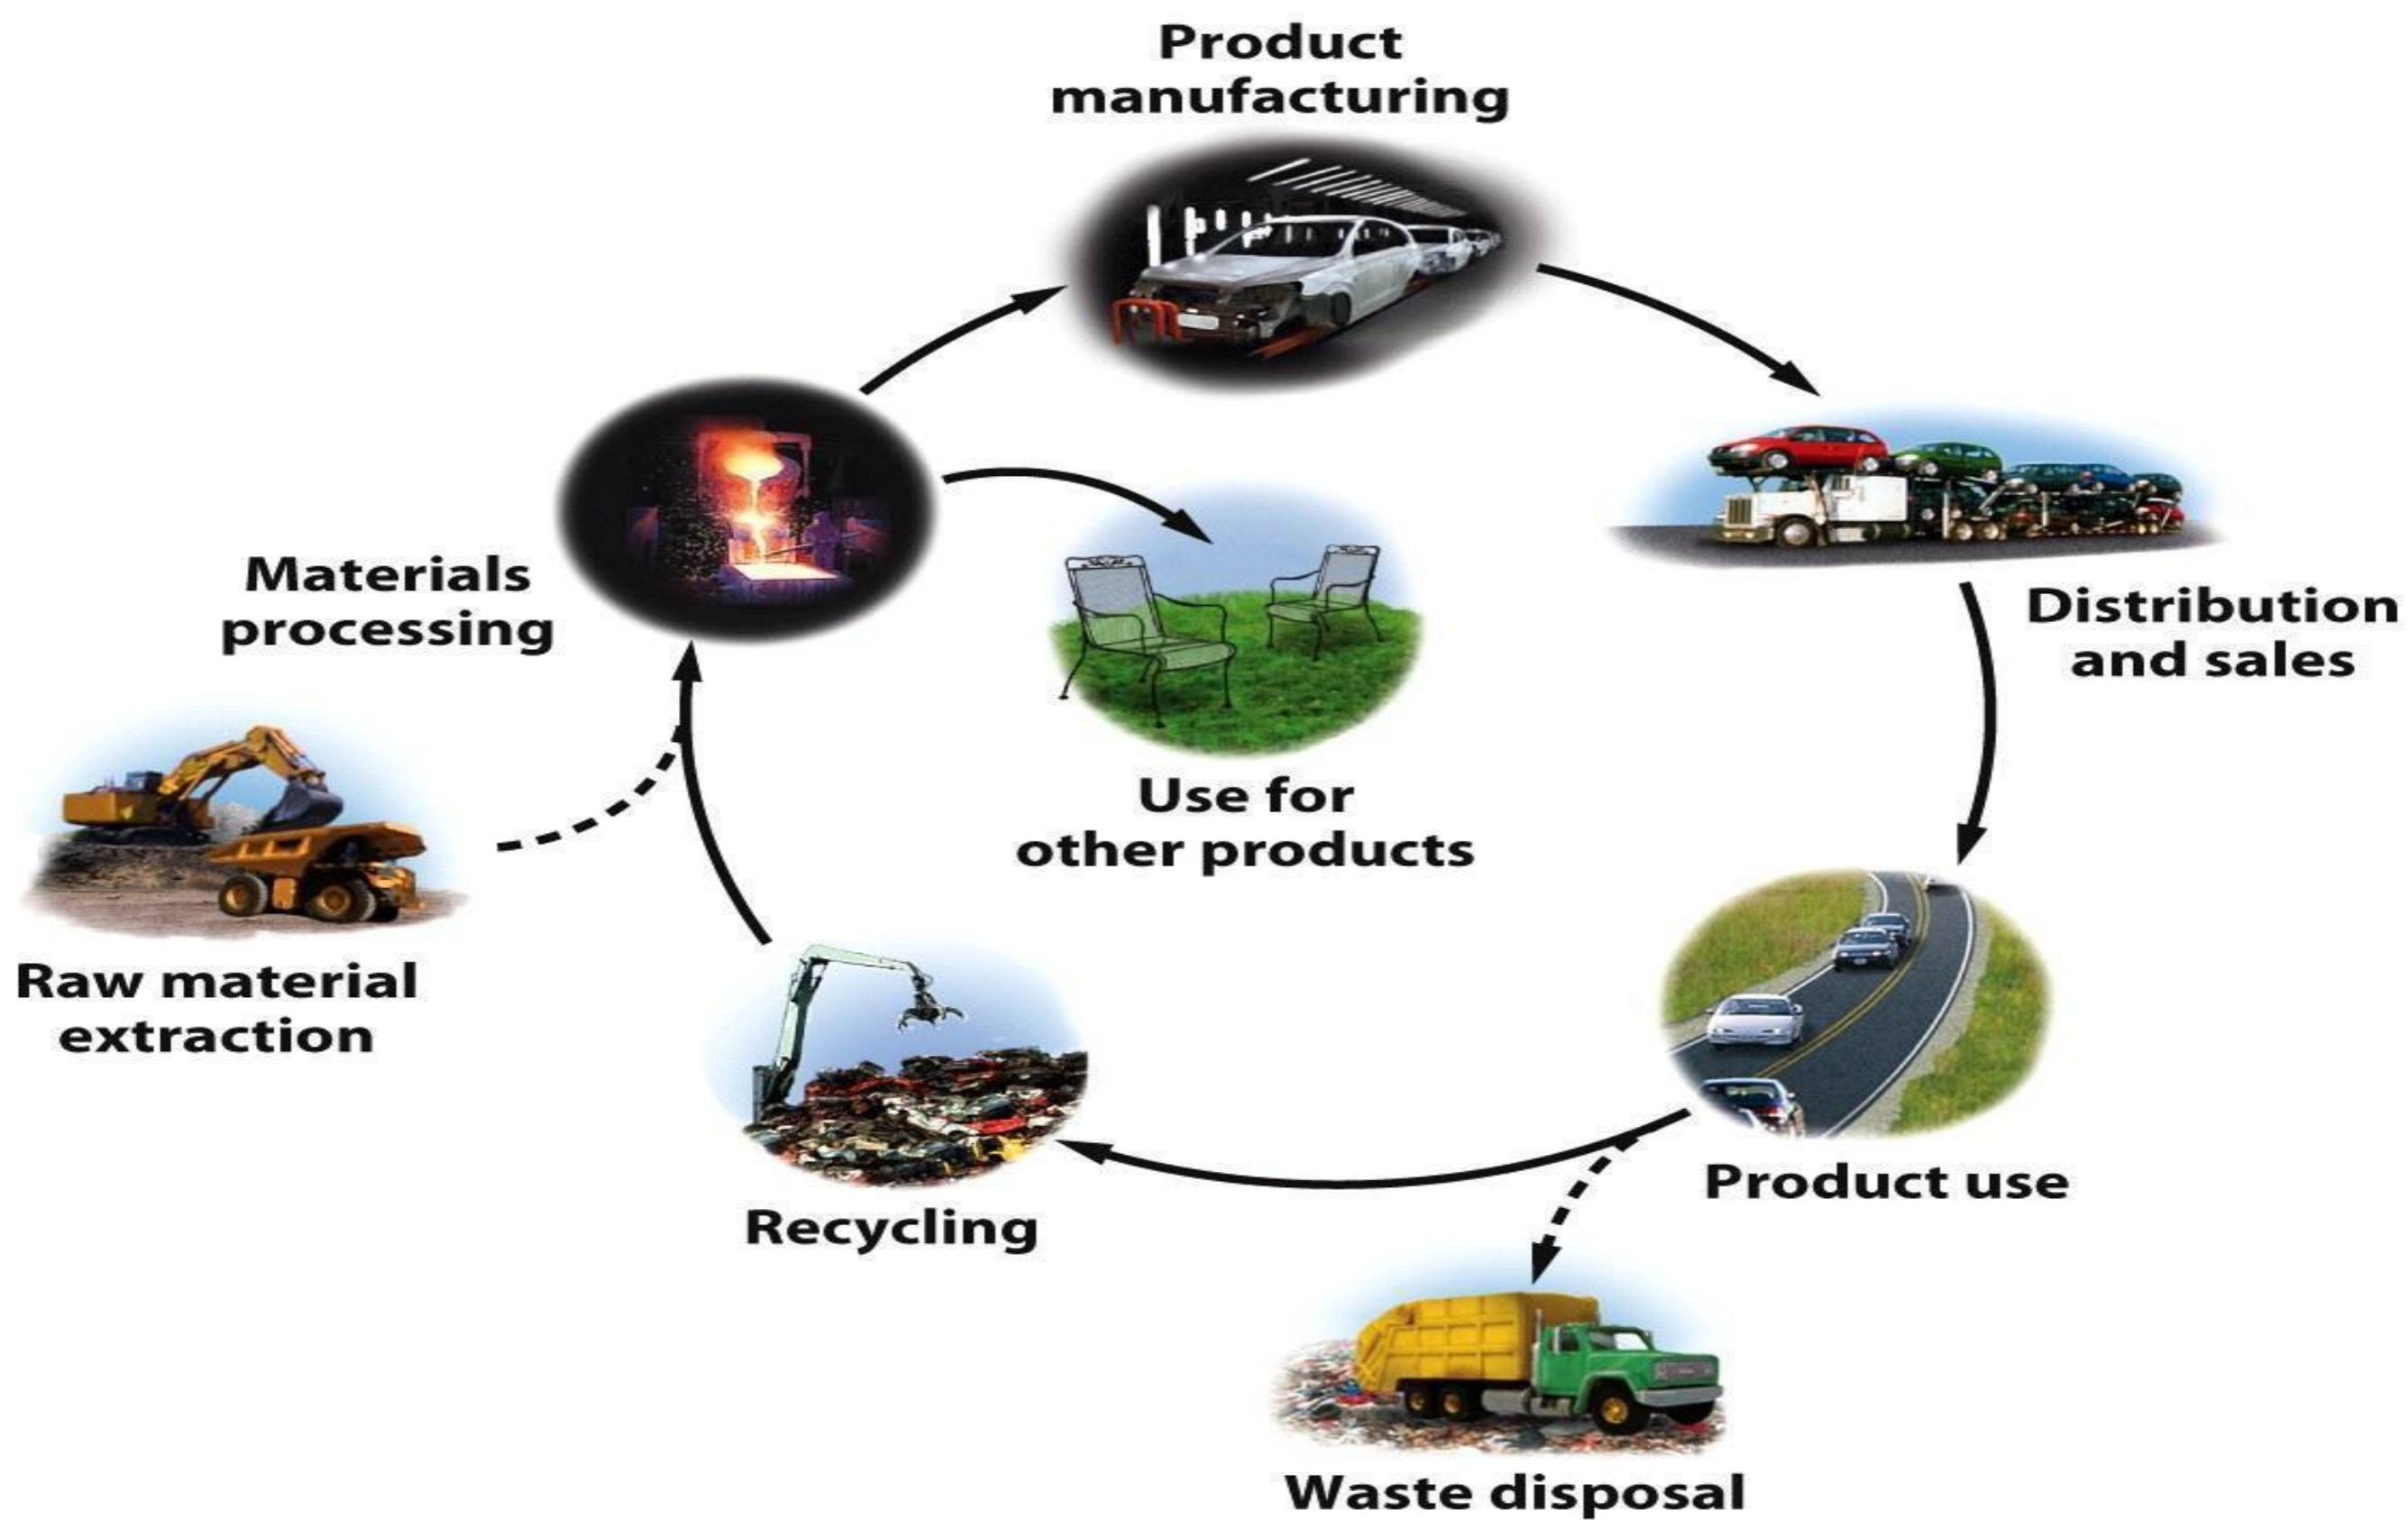 Product
manufacturing
Materials
processing
Distribution
and sales
Use for
other products
Raw material
extraction
Product use
Recycling
Waste disposal